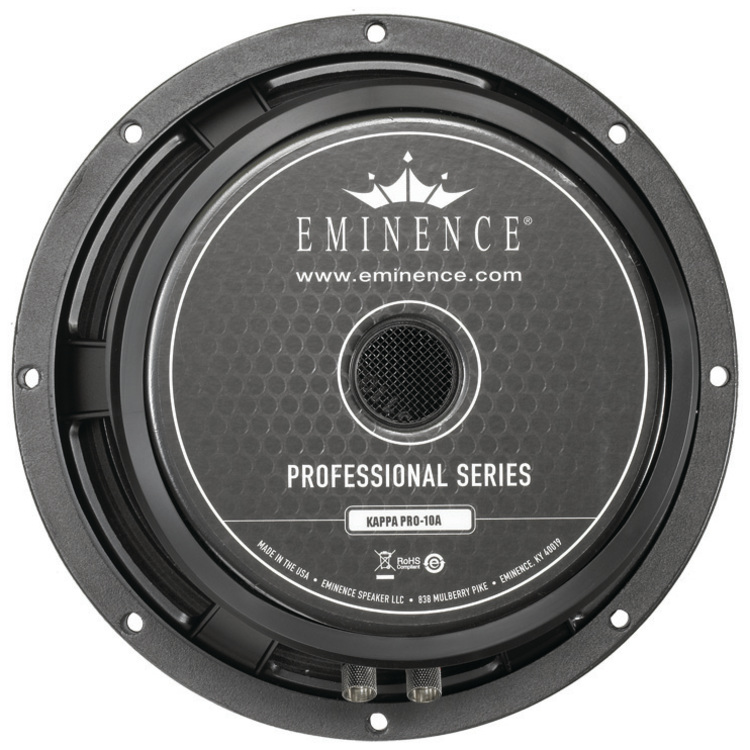 EMINENCE®
www.eminence.com
PROFESSIONAL SERIES
KAPPA PRO-10A
RoHS
Compliant
e
MADE IN THE USA • EMINENCE SPEAKER LLC • 838 MULBERRY PIKE • EMINENCE, KY 40019